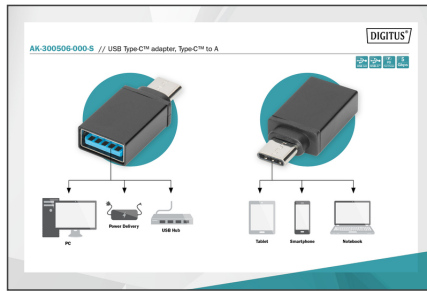 DIGITUS®
AK-300506-000-S // USB Type-C™ adapter, Type-C™ to A
PC
Power Delivery
USB Hub
Tablet
Smartphone
Notebook